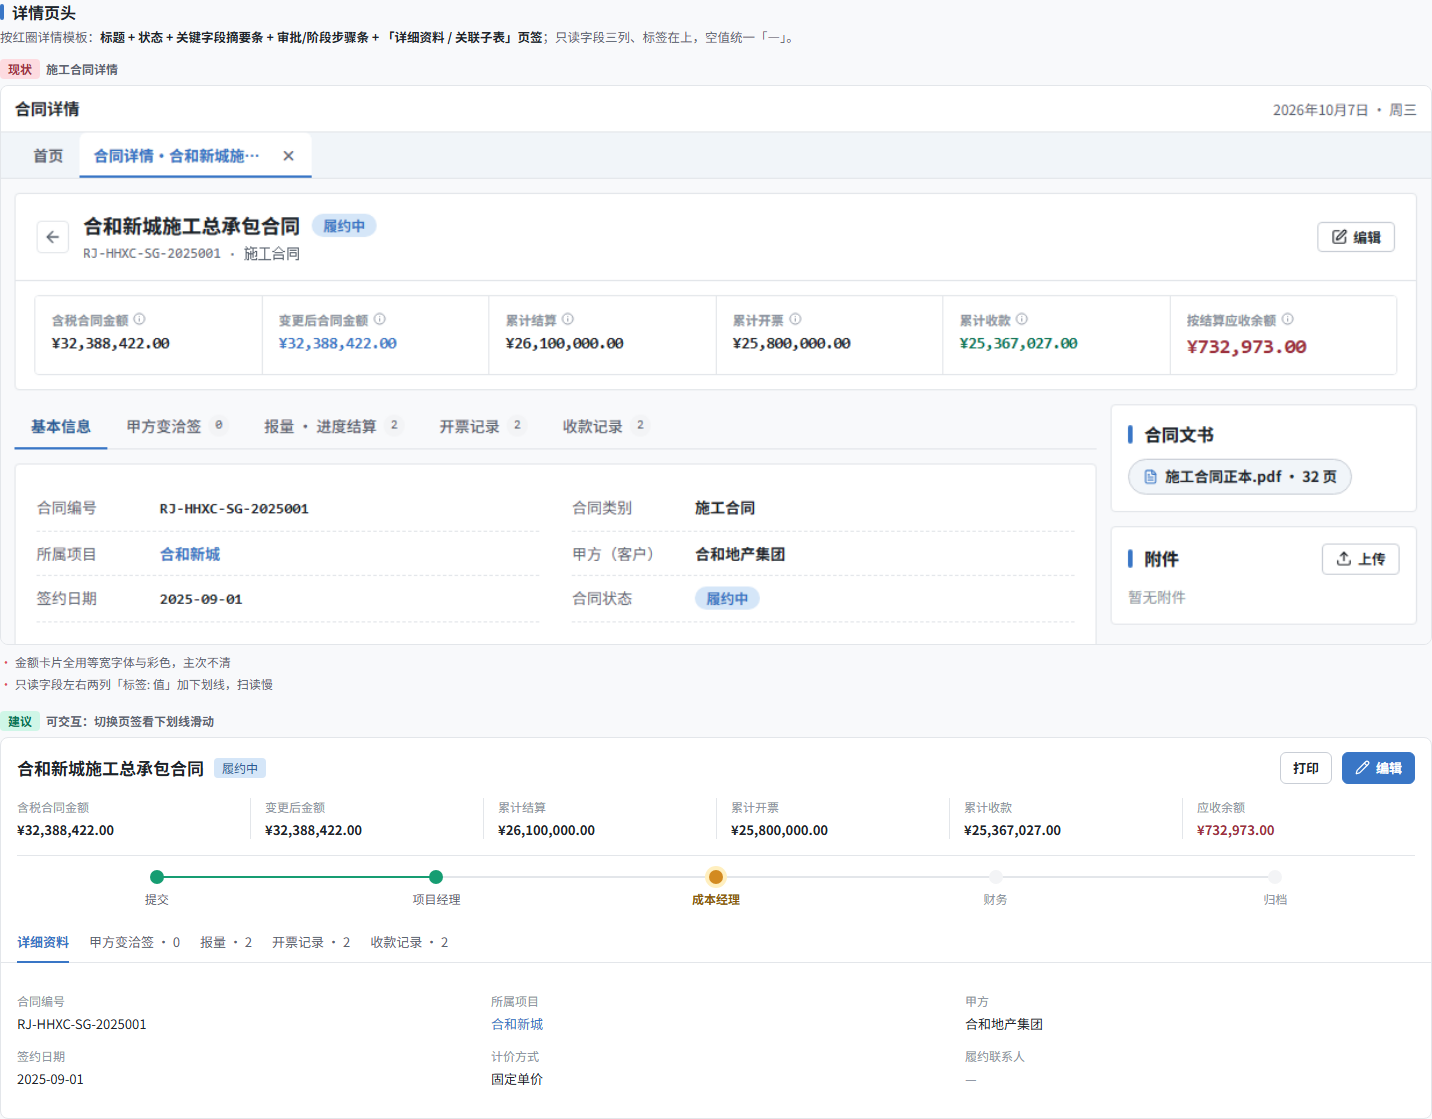 详情页头
按红圈详情模板：标题 + 状态 + 关键字段摘要条 + 审批/阶段步骤条 + 「详细资料 / 关联子表」页签；只读字段三列、标签在上，空值统一「—」。
现状 施工合同详情
合同详情 2026年10月7日 · 周三
首页 合同详情·合和新城施··· ×
合和新城施工总承包合同 履约中
RJ-HHXC-SG-2025001 · 施工合同
编辑
含税合同金额 变更后合同金额 累计结算 累计开票 累计收款 按结算应收余额
¥32,388,422.00 ¥32,388,422.00 ¥26,100,000.00 ¥25,800,000.00 ¥25,367,027.00 ¥732,973.00
基本信息 甲方变洽签 0 报量 · 进度结算 2 开票记录 2 收款记录 2
合同编号 RJ-HHXC-SG-2025001 合同类别 施工合同
所属项目 合和新城 甲方（客户） 合和地产集团
签约日期 2025-09-01 合同状态 履约中
合同文书
施工合同正本.pdf · 32 页
附件 上传
暂无附件
· 金额卡片全用等宽字体与彩色，主次不清
· 只读字段左右两列「标签: 值」加下划线，扫读慢
建议 可交互：切换页签看下划线滑动
合和新城施工总承包合同 履约中 打印 编辑
含税合同金额 变更后金额 累计结算 累计开票 累计收款 应收余额
¥32,388,422.00 ¥32,388,422.00 ¥26,100,000.00 ¥25,800,000.00 ¥25,367,027.00 ¥732,973.00
提交 项目经理 成本经理 财务 归档
详细资料 甲方变洽签 · 0 报量 · 2 开票记录 · 2 收款记录 · 2
合同编号 所属项目 甲方
RJ-HHXC-SG-2025001 合和新城 合和地产集团
签约日期 计价方式 履约联系人
2025-09-01 固定单价 —